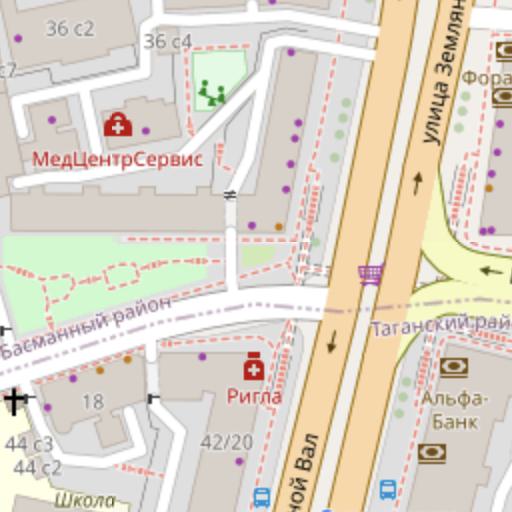 36 с2
36 с4
с7
Фора
улица Землян
МедЦентрСервис
Басманный район
Таганский рай
Ригла
Альфа-
Банк
18
44 с3
44 с2
42/20
Школа
ной Вал